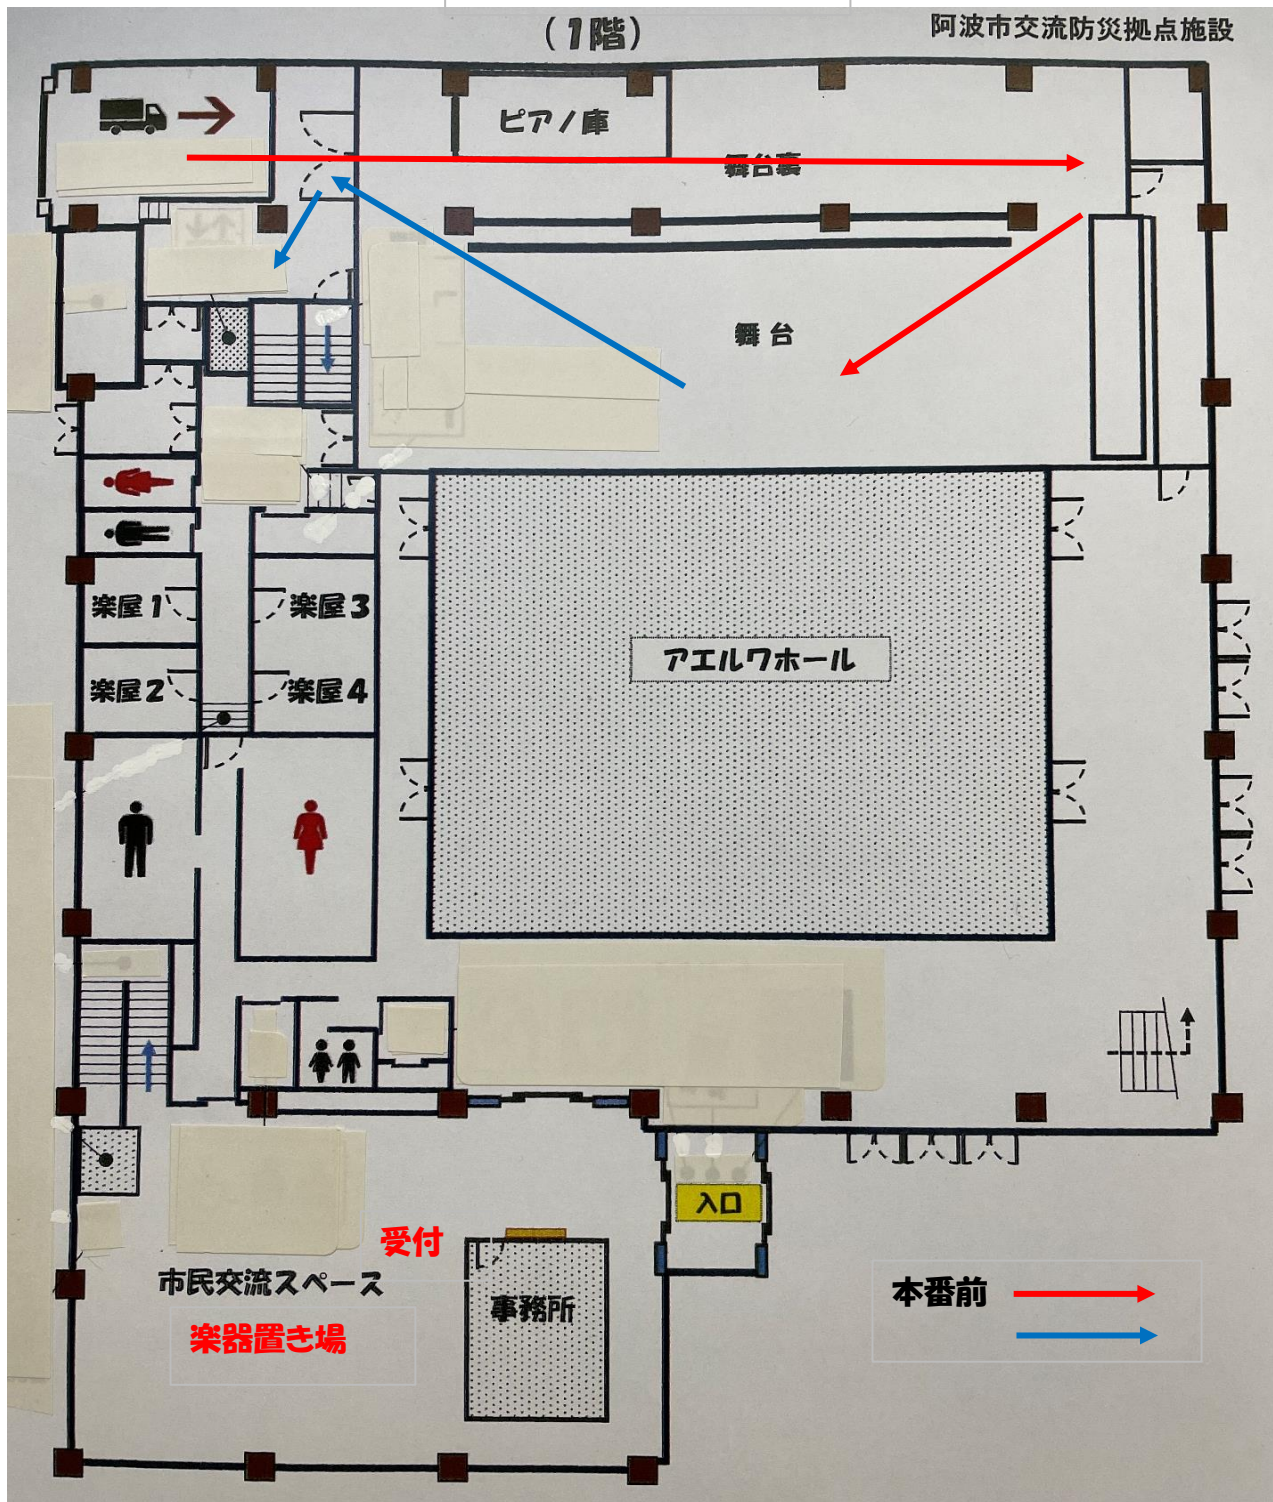 (1階)
阿波市交流防災拠点施設
ピアノ庫
舞台裏
舞台
楽屋1
楽屋3
アエルワホール
楽屋2
楽屋4
入口
受付
市民交流スペース
事務所
本番前
楽器置き場